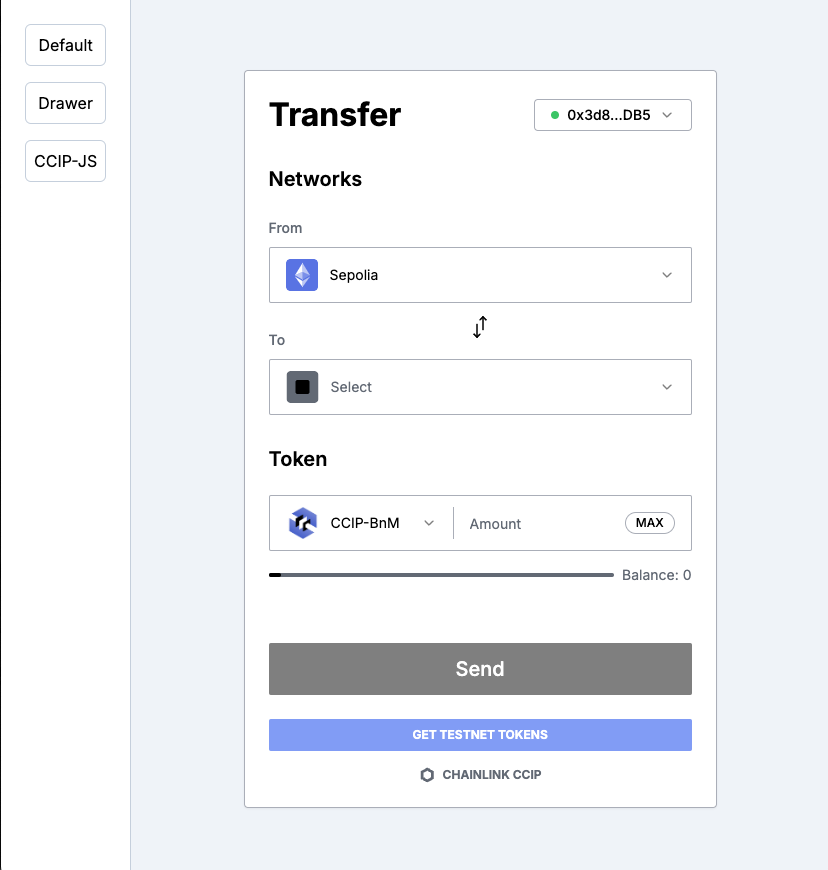 Default
Drawer
CCIP-JS
Transfer
0x3d8...DB5
Networks
From
Sepolia
To
Select
Token
CCIP-BnM
Amount
MAX
Balance: 0
Send
GET TESTNET TOKENS
CHAINLINK CCIP